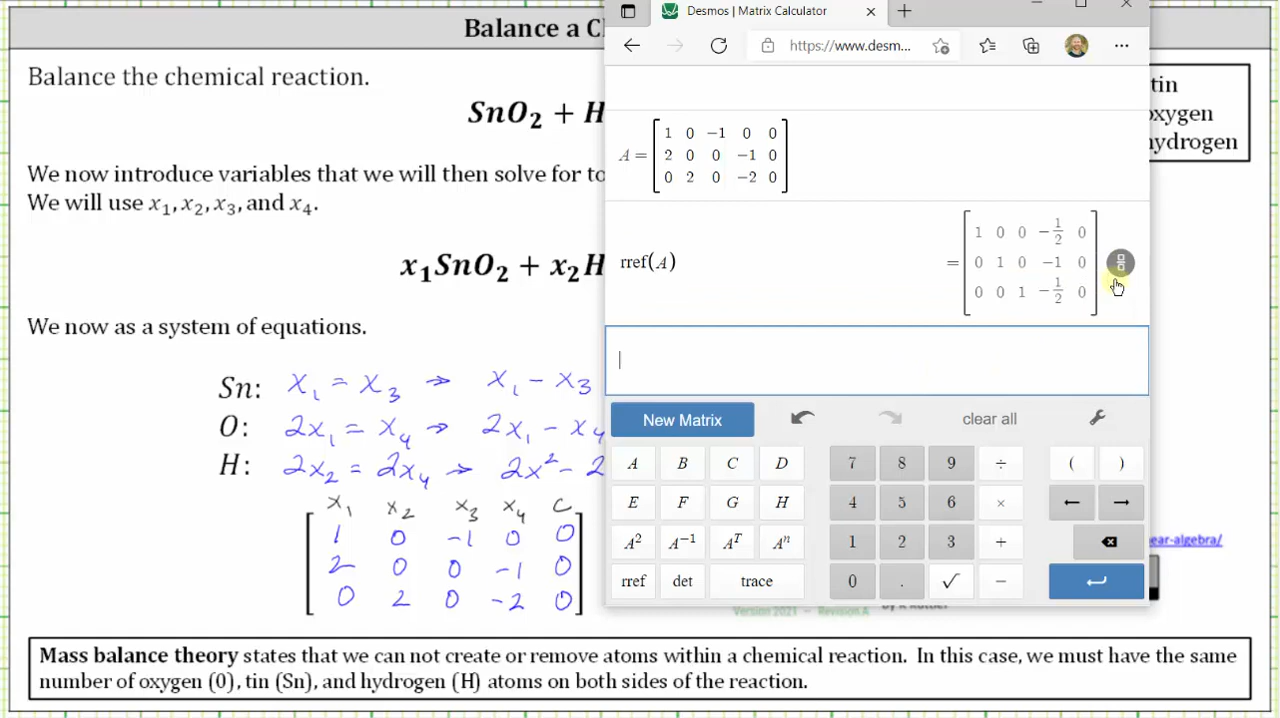 Balance a C
Desmos | Matrix Calculator
https://www.desm...
Balance the chemical reaction.
tin
SnO₂ + H
oxygen
hydrogen
We now introduce variables that we will then solve for to
We will use x₁, x₂, x₃, and x₄.
x₁SnO₂ + x₂H
We now as a system of equations.
Sn: x₁ = x₃ → x₁ - x₃
O: 2x₁ = x₄ → 2x₁ - x₄
H: 2x₂ = 2x₄ → 2x² - 2
x₁ x₂ x₃ x₄ C
1 0 -1 0 0
2 0 0 -1 0
0 2 0 -2 0
A = [
1 0 −1 0 0
2 0 0 −1 0
0 2 0 −2 0
]
rref(A)
= [
1 0 0 −1/2 0
0 1 0 −1 0
0 0 1 −1/2 0
]
New Matrix
clear all
A B C D 7 8 9 ÷ ( )
E F G H 4 5 6 × ← →
A² A⁻¹ Aᵀ Aⁿ 1 2 3 +
rref det trace 0 . √ −
ear-algebra/
Version 2021 – Revision A
Mass balance theory states that we can not create or remove atoms within a chemical reaction. In this case, we must have the same
number of oxygen (0), tin (Sn), and hydrogen (H) atoms on both sides of the reaction.